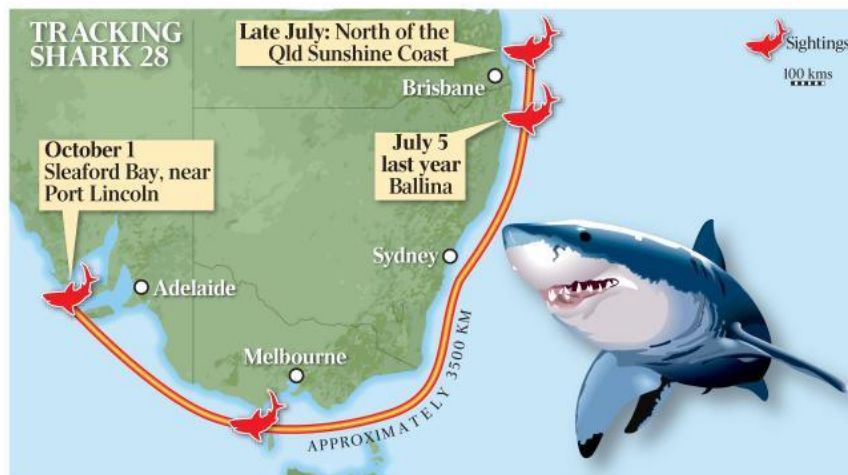 TRACKING
SHARK 28
Late July: North of the
Qld Sunshine Coast
Sightings
100 kms
Brisbane
July 5
last year
Ballina
October 1
Sleaford Bay, near
Port Lincoln
Sydney
Adelaide
Melbourne
APPROXIMATELY 3500 KM